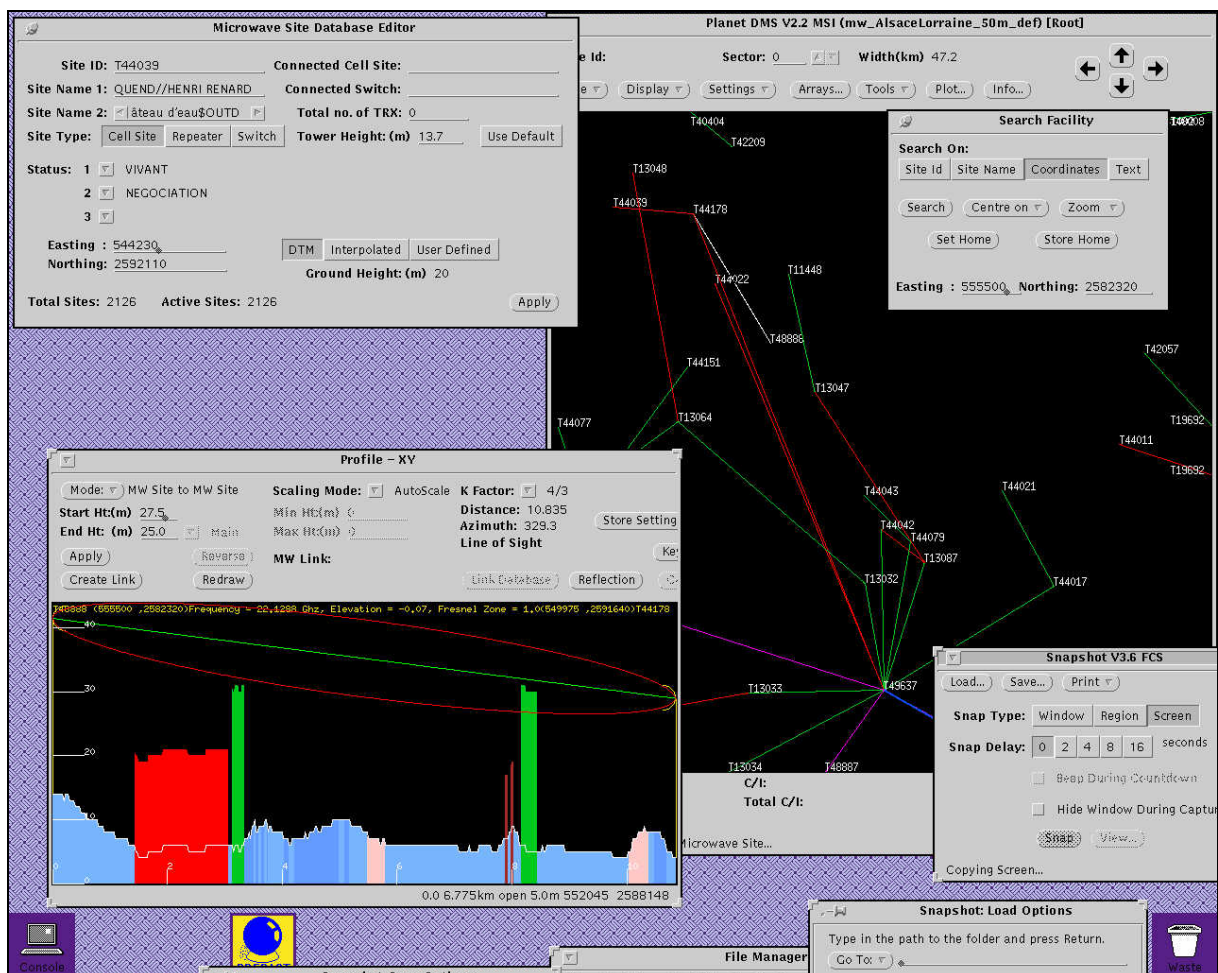 Microwave Site Database Editor
Site ID: T44039 Connected Cell Site:
Site Name 1: QUEND//HENRI RENARD Connected Switch:
Site Name 2: âteau d'eau$OUTD Total no. of TRX: 0
Site Type: Cell Site Repeater Switch Tower Height: (m) 13.7 Use Default
Status: 1 VIVANT
2 NEGOCIATION
3
Easting : 544230 DTM Interpolated User Defined
Northing: 2592110 Ground Height: (m) 20
Total Sites: 2126 Active Sites: 2126 Apply
Planet DMS V2.2 MSI (mw_AlsaceLorraine_50m_def) [Root]
e Id: Sector: 0 Width(km) 47.2
e Display Settings Arrays... Tools Plot... Info...
T40404
T42209
T13048
T44039
T44178
T44022
T11448
T48888
T44151
T42057
T13047
T44077
T13064
T19692
T44011
T19692
T44043
T44021
T44042
T44079
T13087
T13032
T44017
T49637
T13033
T13034
T48887
C/I:
Total C/I:
Microwave Site...
Search Facility
Search On:
Site Id Site Name Coordinates Text
Search Centre on Zoom
Set Home Store Home
Easting : 555500 Northing: 2582320
Profile - XY
Mode: MW Site to MW Site Scaling Mode: AutoScale K Factor: 4/3
Start Ht:(m) 27.5 Min Ht:(m) 0 Distance: 10.835 Store Setting
End Ht: (m) 25.0 Main Max Ht:(m) 0 Azimuth: 329.3
Line of Sight
Apply Reverse MW Link: Key
Create Link Redraw Link Database Reflection
T48888 (555500 ,2582320)Frequency = 22.1288 Ghz, Elevation = -0.07, Fresnel Zone = 1.0(549975 ,2591640)T44178
40
30
20
10
0 0 2 4 6 8 10
0.0 6.775km open 5.0m 552045 2588148
Snapshot V3.6 FCS
Load... Save... Print
Snap Type: Window Region Screen
Snap Delay: 0 2 4 8 16 seconds
Beep During Countdown
Hide Window During Captur
Snap View...
Copying Screen...
Snapshot: Load Options
Type in the path to the folder and press Return.
Go To:
File Manager
Console
Waste